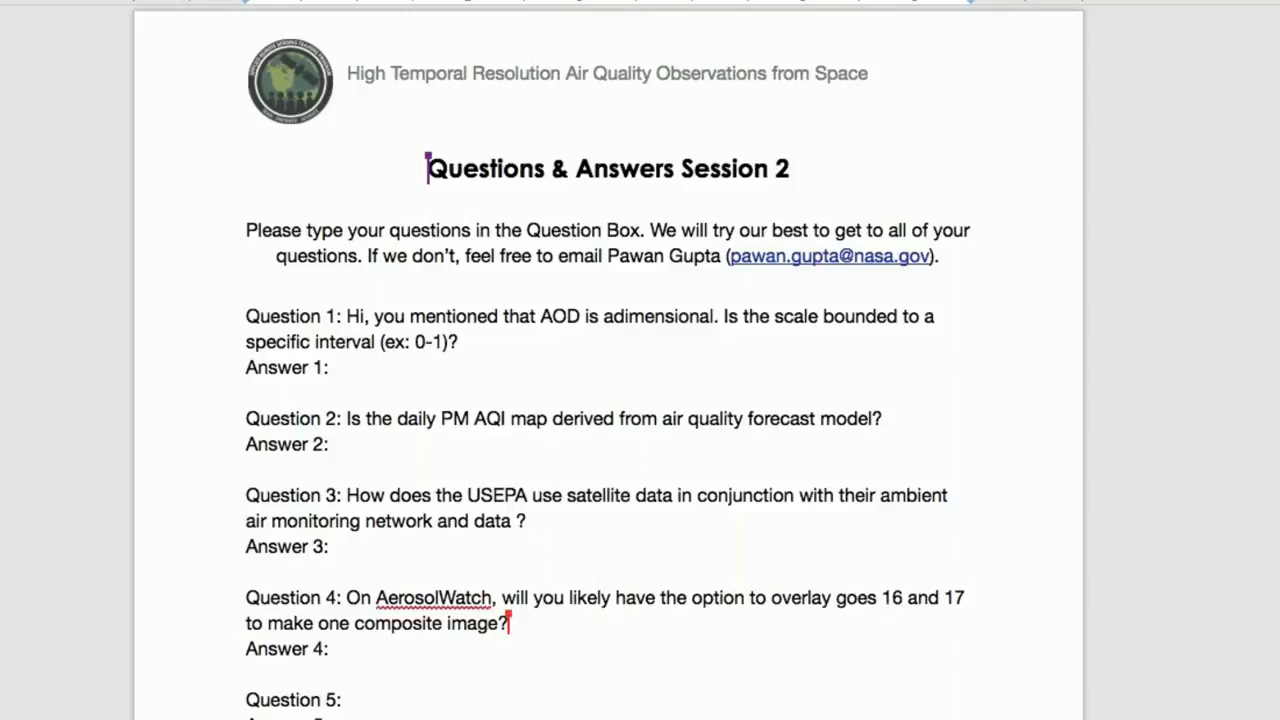 High Temporal Resolution Air Quality Observations from Space
Questions & Answers Session 2
Please type your questions in the Question Box. We will try our best to get to all of your
questions. If we don't, feel free to email Pawan Gupta (pawan.gupta@nasa.gov).
Question 1: Hi, you mentioned that AOD is adimensional. Is the scale bounded to a
specific interval (ex: 0-1)?
Answer 1:
Question 2: Is the daily PM AQI map derived from air quality forecast model?
Answer 2:
Question 3: How does the USEPA use satellite data in conjunction with their ambient
air monitoring network and data ?
Answer 3:
Question 4: On AerosolWatch, will you likely have the option to overlay goes 16 and 17
to make one composite image?
Answer 4:
Question 5: